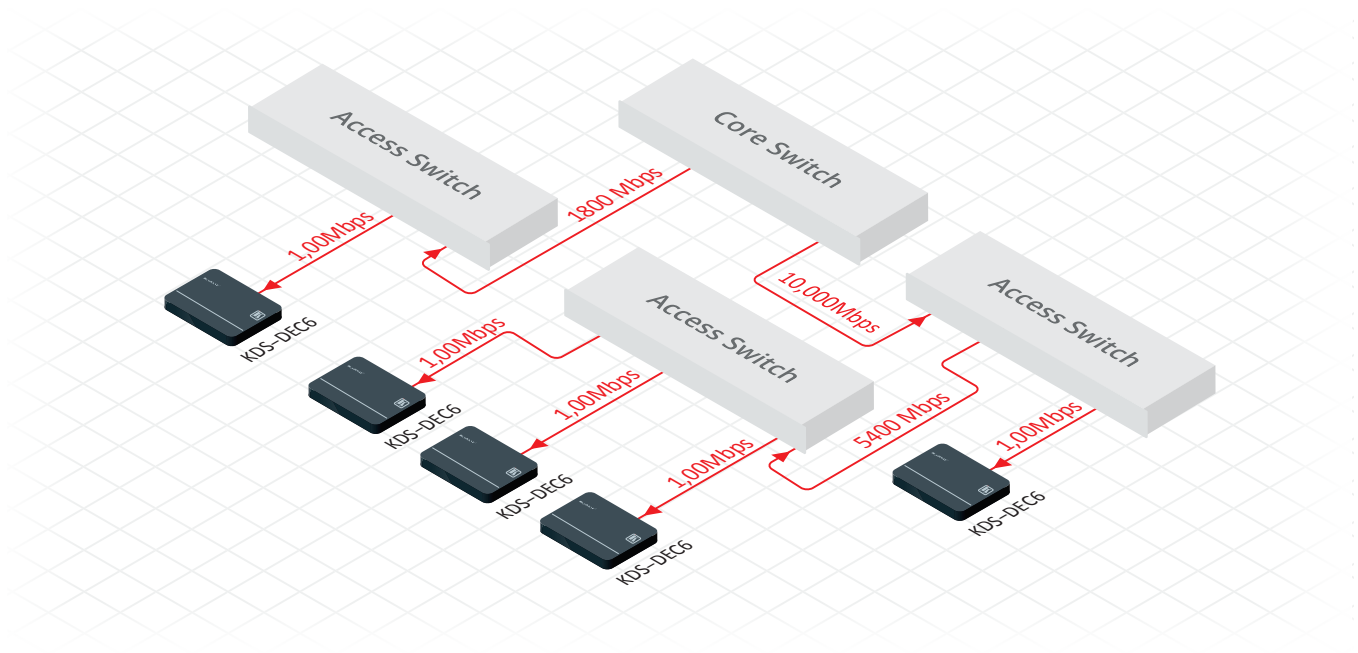 Access Switch
Core Switch
1800 Mbps
1,00Mbps
KDS-DEC6
Access Switch
10,000Mbps
Access Switch
1,00Mbps
KDS-DEC6
1,00Mbps
KDS-DEC6
1,00Mbps
KDS-DEC6
5400 Mbps
1,00Mbps
KDS-DEC6